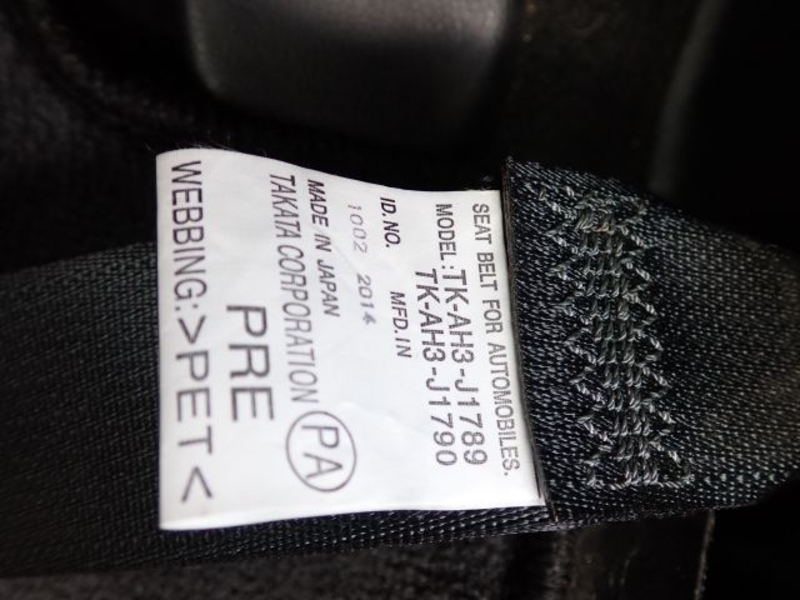 SEAT BELT FOR AUTOMOBILES.
MODEL:TK-AH3-J1789
TK-AH3-J1790
ID.NO. MFD.IN
1002 2014
MADE IN JAPAN
TAKATA CORPORATION PA
PRE
WEBBING:>PET<